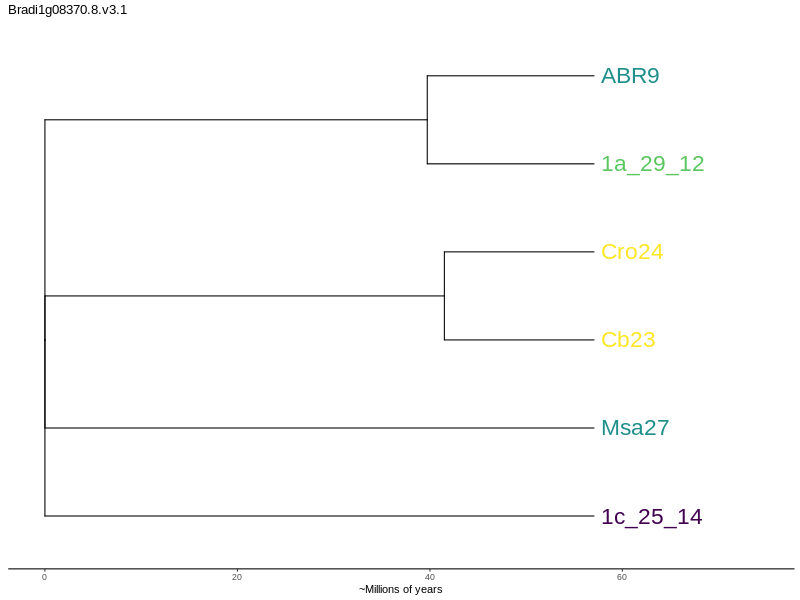 Bradi1g08370.8.v3.1
ABR9
1a_29_12
Cro24
Cb23
Msa27
1c_25_14
0 20 40 60
~Millions of years